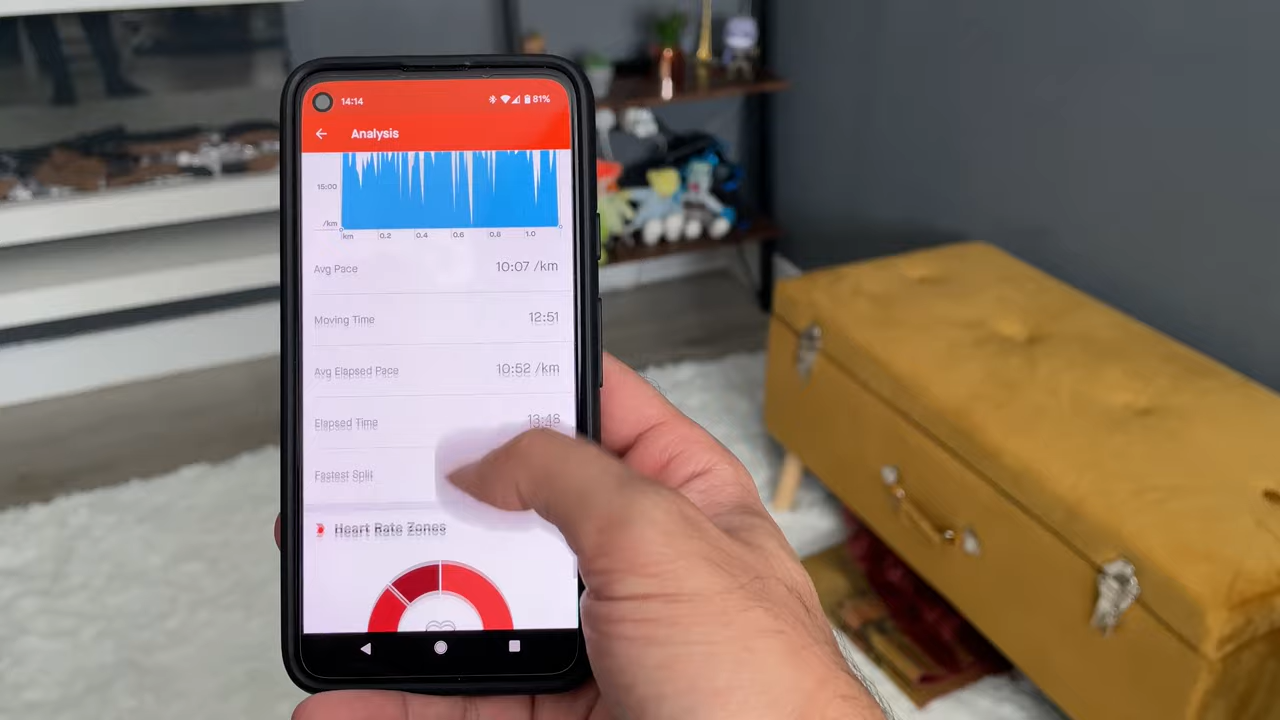 14:14 81%
Analysis
15:00
/km
km 0.2 0.4 0.6 0.8 1.0
Avg Pace 10:07 /km
Moving Time 12:51
Avg Elapsed Pace 10:52 /km
Elapsed Time 13:48
Fastest Split
Heart Rate Zones